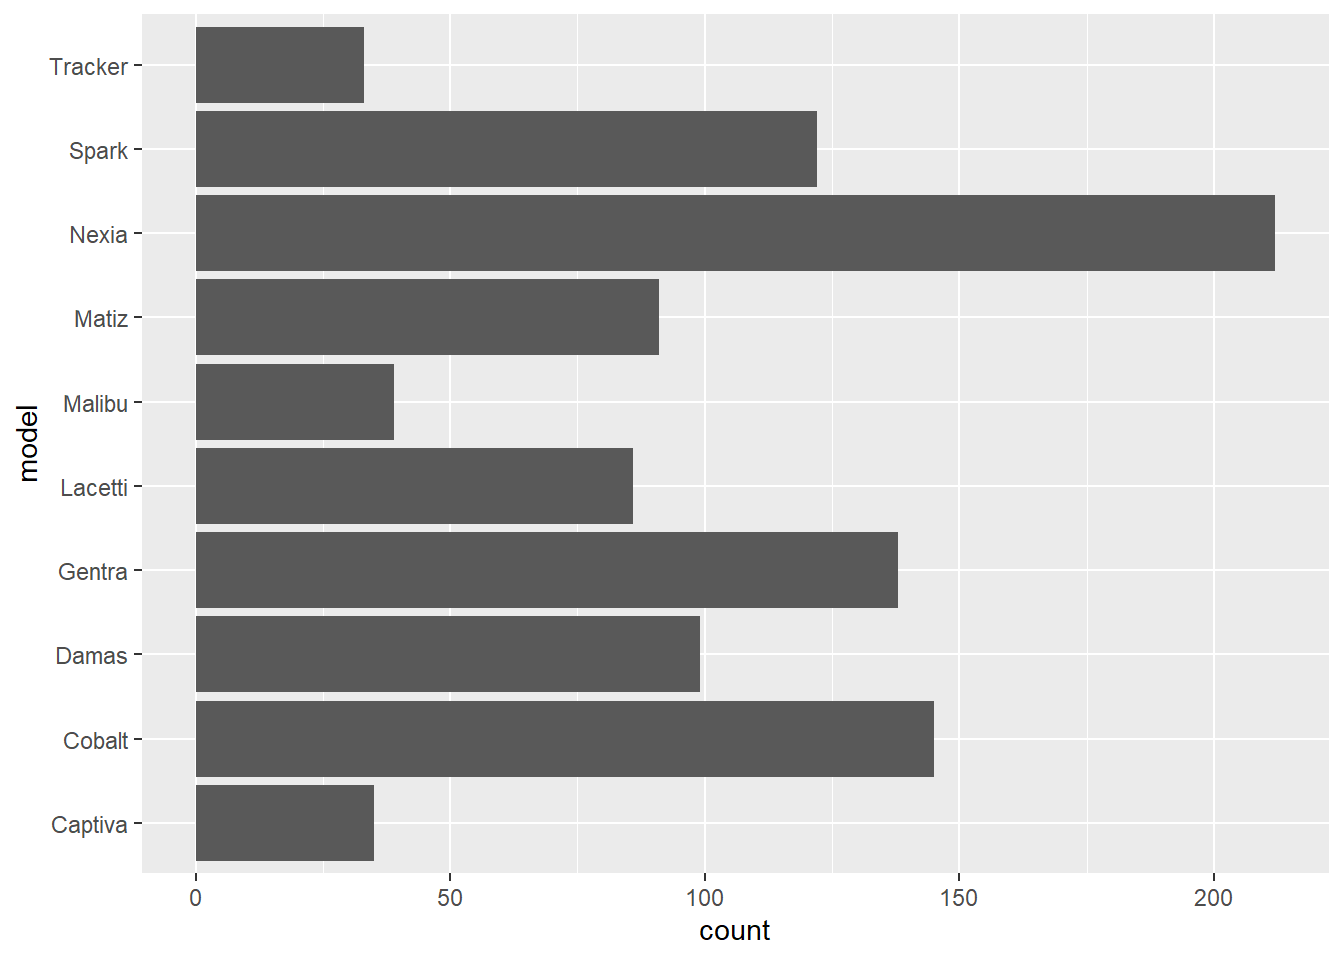 model
Tracker
Spark
Nexia
Matiz
Malibu
Lacetti
Gentra
Damas
Cobalt
Captiva
0 50 100 150 200
count